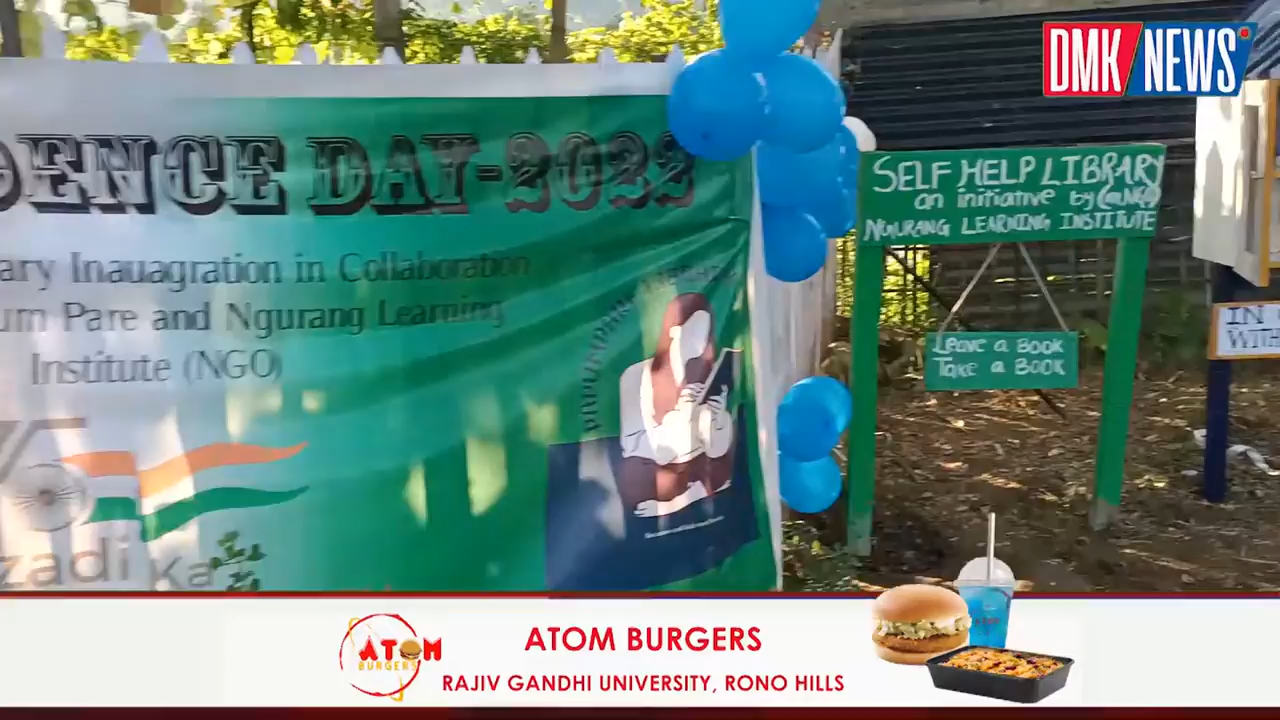 DMK NEWS
DENCE DAY-2022
ary Inauagration in Collaboration
um Pare and Ngurang Learning
Institute (NGO)
75
zadi Ka
SELF HELP LIBRARY
an initiative by (NGO)
NGURANG LEARNING INSTITUTE
Leave a Book
Take a Book
IN
WITH
ATOM
BURGERS
ATOM BURGERS
RAJIV GANDHI UNIVERSITY, RONO HILLS